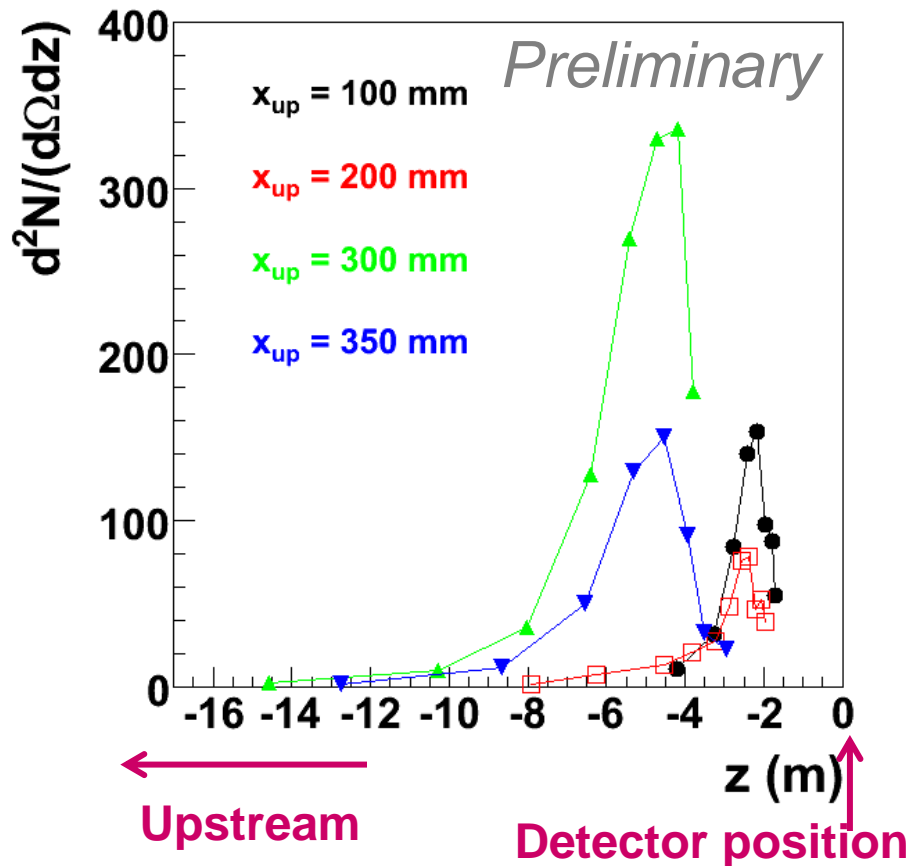 400
300
200
100
0
d²N/(dΩdz)
Preliminary
x_up = 100 mm
x_up = 200 mm
x_up = 300 mm
x_up = 350 mm
-16 -14 -12 -10 -8 -6 -4 -2 0
z (m)
Upstream
Detector position